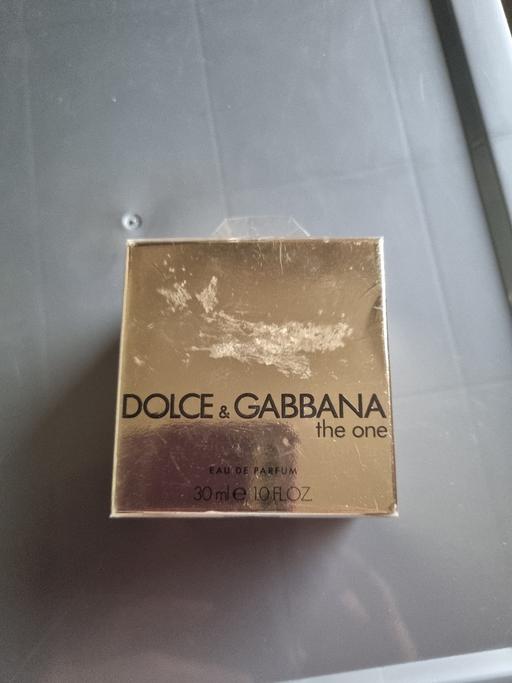 DOLCE & GABBANA
the one
EAU DE PARFUM
30 ml ℮ 1.0 FL.OZ.